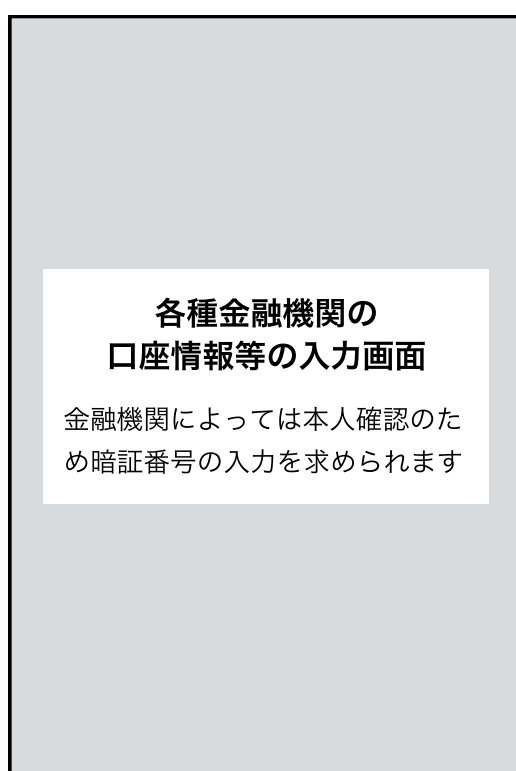 各種金融機関の
口座情報等の入力画面
金融機関によっては本人確認のた
め暗証番号の入力を求められます